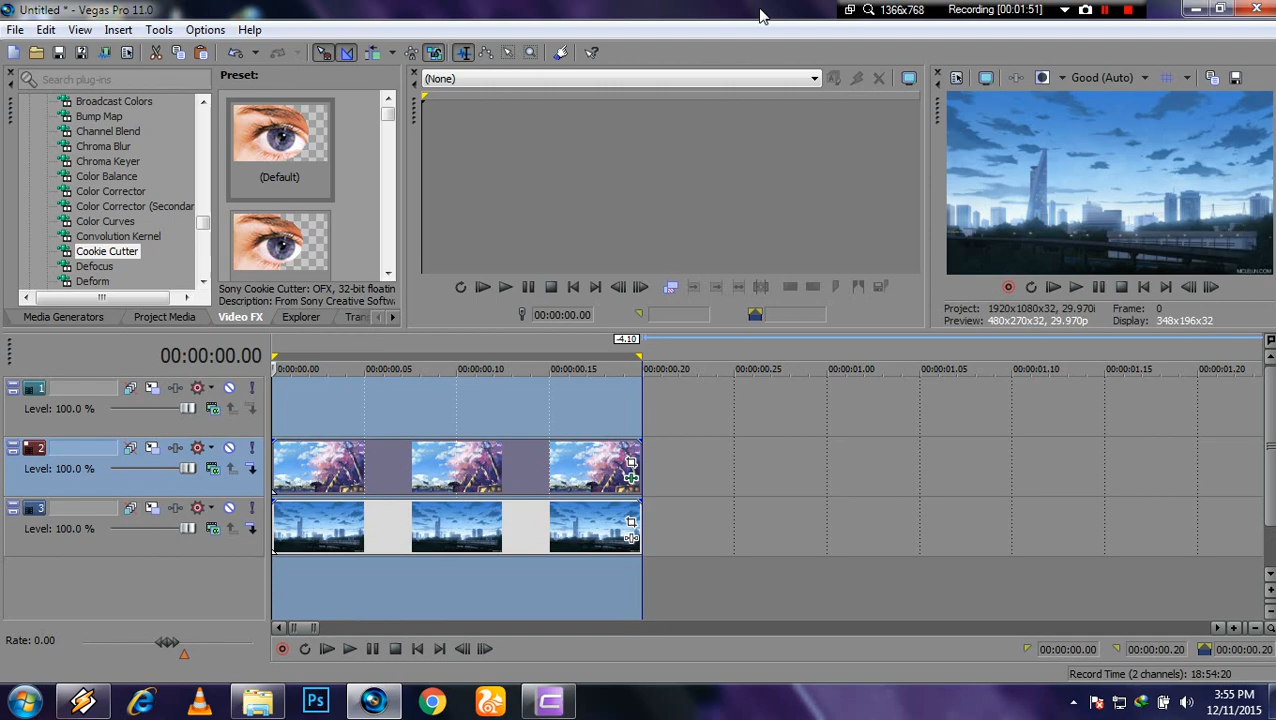 Untitled * - Vegas Pro 11.0
1366x768
Recording [00:01:51]
File Edit View Insert Tools Options Help
Search plug-ins
Broadcast Colors
Bump Map
Channel Blend
Chroma Blur
Chroma Keyer
Color Balance
Color Corrector
Color Corrector (Secondar
Color Curves
Convolution Kernel
Cookie Cutter
Defocus
Deform
Preset:
(Default)
Sony Cookie Cutter: OFX, 32-bit floatin
Description: From Sony Creative Softw
Media Generators Project Media Video FX Explorer Tran
(None)
00:00:00.00
Good (Auto)
Project: 1920x1080x32, 29.970i
Preview: 480x270x32, 29.970p
Frame: 0
Display: 348x196x32
00:00:00.00
-4.10
0:00:00.00 00:00:00.05 00:00:00.10 00:00:00.15 00:00:00.20 00:00:00.25 00:00:01.00 00:00:01.05 00:00:01.10 00:00:01.15 00:00:01.20
1
Level: 100.0 %
2
Level: 100.0 %
3
Level: 100.0 %
Rate: 0.00
00:00:00.00 00:00:00.20 00:00:00.20
Record Time (2 channels): 18:54:20
Ps
3:55 PM
12/11/2015